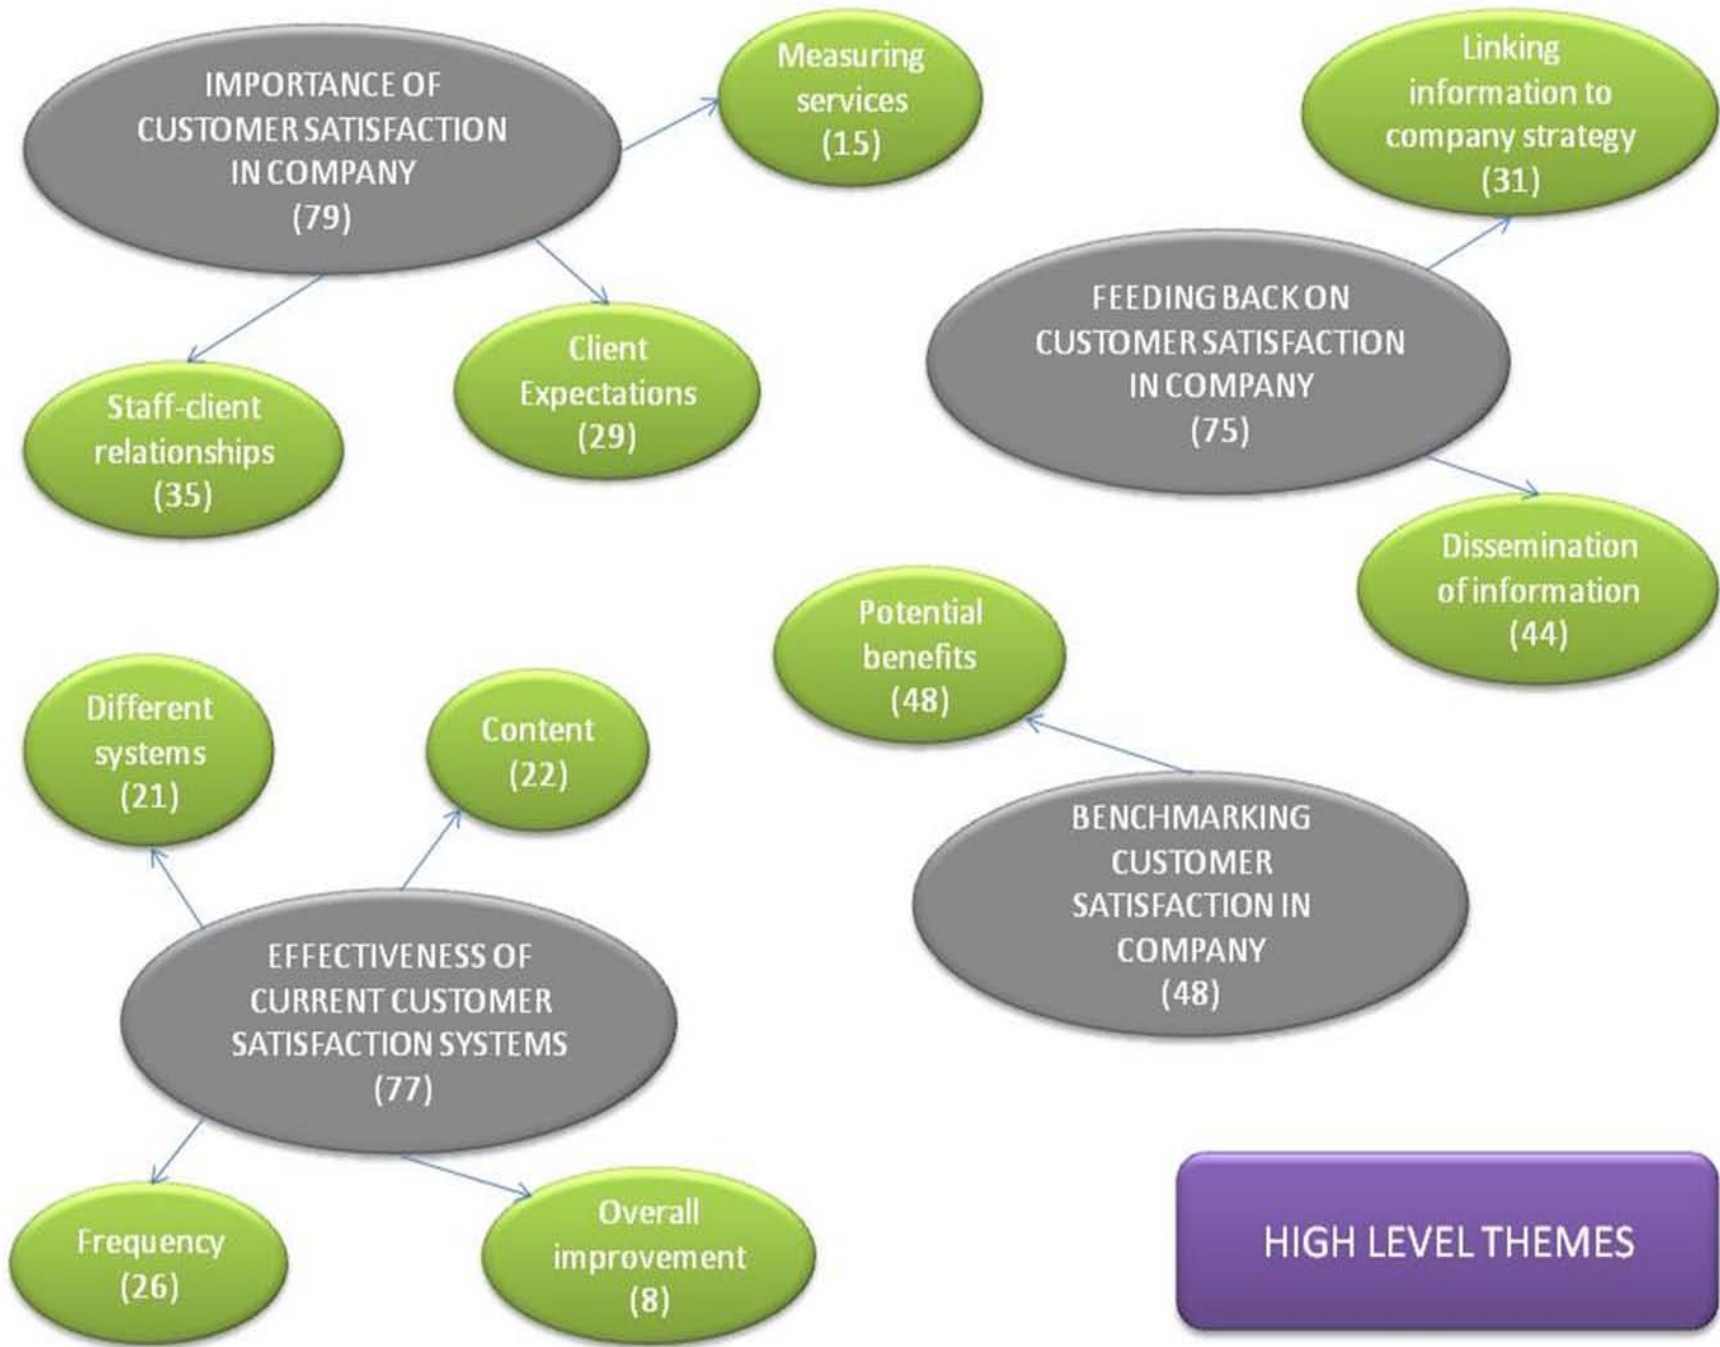 IMPORTANCE OF
CUSTOMER SATISFACTION
IN COMPANY
(79)
Measuring
services
(15)
Client
Expectations
(29)
Staff-client
relationships
(35)
Linking
information to
company strategy
(31)
FEEDING BACK ON
CUSTOMER SATISFACTION
IN COMPANY
(75)
Dissemination
of information
(44)
Potential
benefits
(48)
BENCHMARKING
CUSTOMER
SATISFACTION IN
COMPANY
(48)
Different
systems
(21)
Content
(22)
EFFECTIVENESS OF
CURRENT CUSTOMER
SATISFACTION SYSTEMS
(77)
Frequency
(26)
Overall
improvement
(8)
HIGH LEVEL THEMES